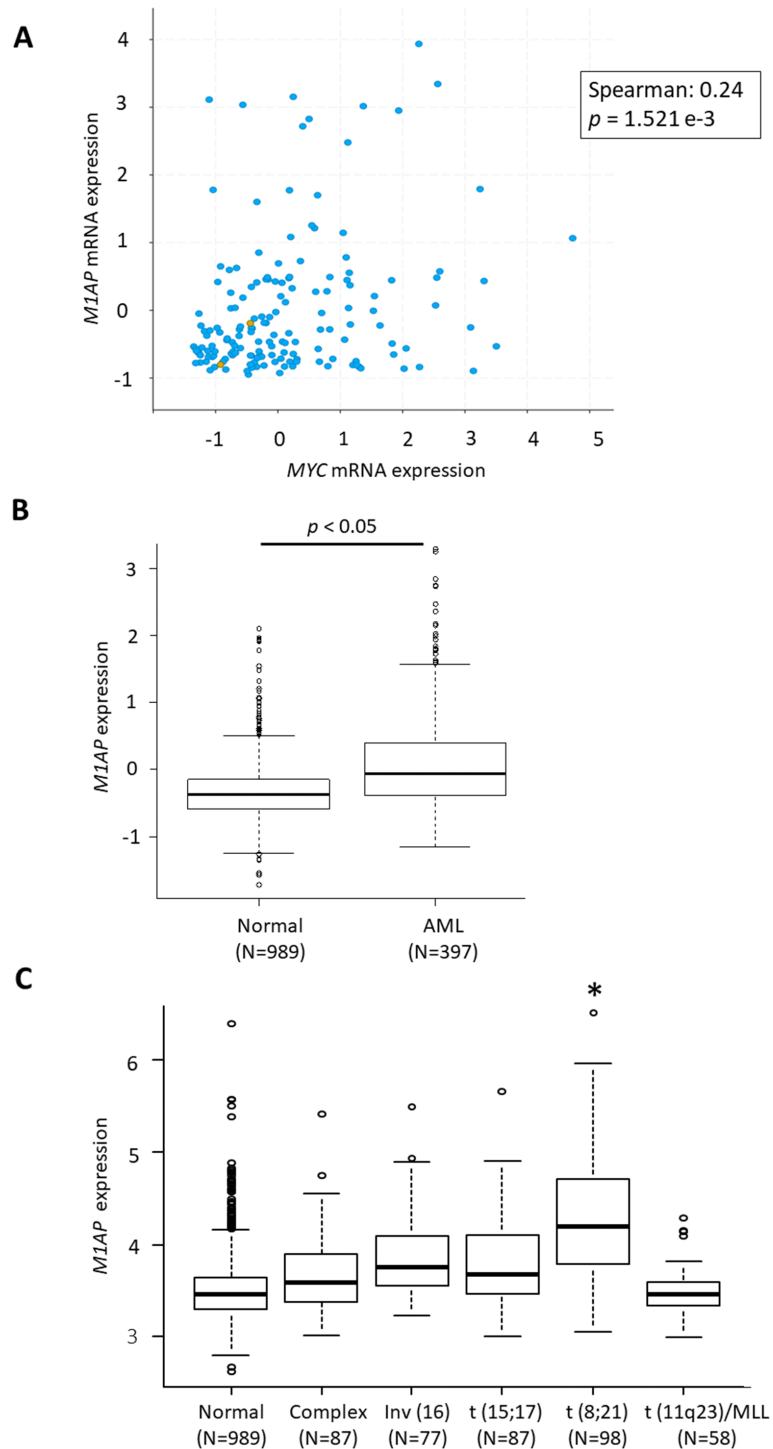 A
4
3
2
1
0
-1
M1AP mRNA expression
Spearman: 0.24
p = 1.521 e-3
-1 0 1 2 3 4 5
MYC mRNA expression
B
p < 0.05
3
2
1
0
-1
M1AP expression
Normal AML
(N=989) (N=397)
C
*
6
5
4
3
M1AP expression
Normal Complex Inv (16) t (15;17) t (8;21) t (11q23)/MLL
(N=989) (N=87) (N=77) (N=87) (N=98) (N=58)